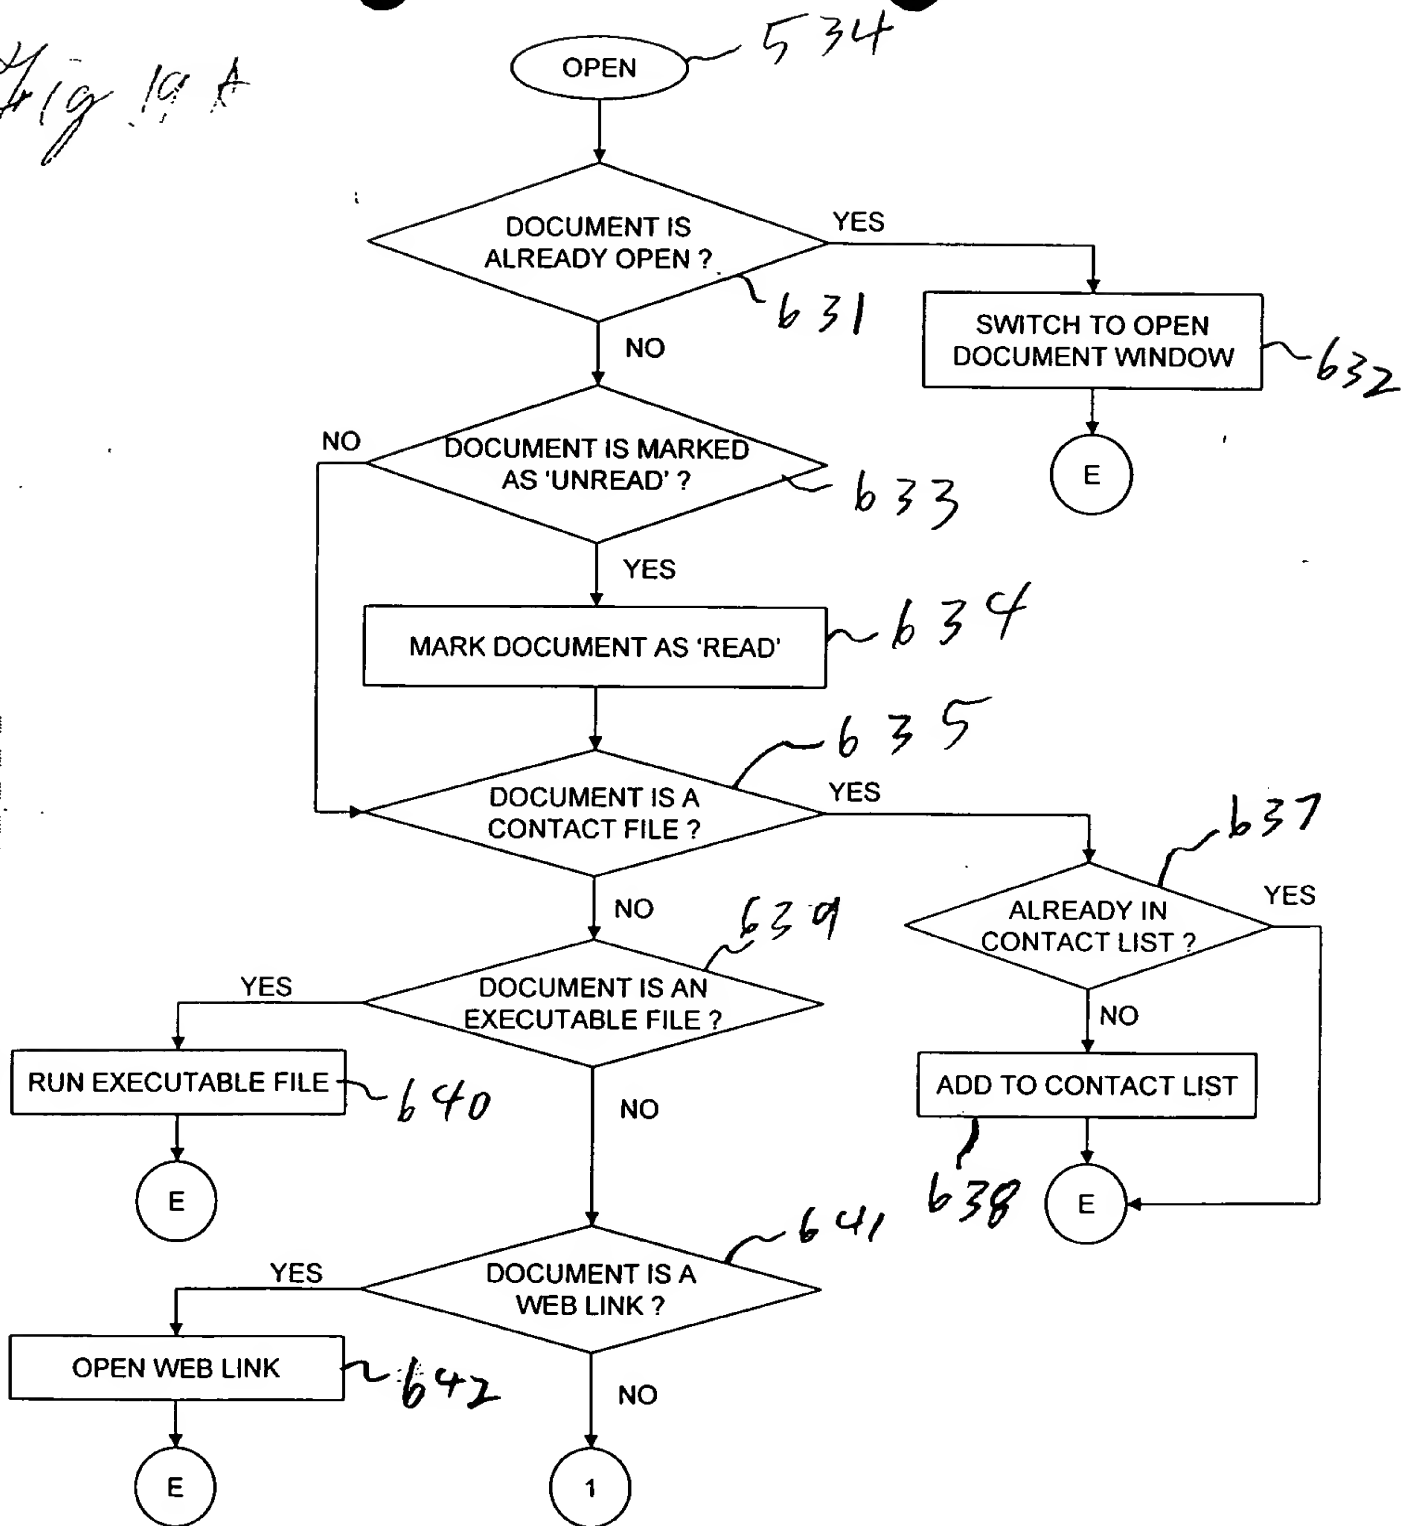 Fig 19 A
OPEN
534
DOCUMENT IS
ALREADY OPEN ?
YES
631
NO
SWITCH TO OPEN
DOCUMENT WINDOW
632
E
NO
DOCUMENT IS MARKED
AS 'UNREAD' ?
633
YES
MARK DOCUMENT AS 'READ'
634
635
DOCUMENT IS A
CONTACT FILE ?
YES
637
NO
ALREADY IN
CONTACT LIST ?
YES
639
YES
DOCUMENT IS AN
EXECUTABLE FILE ?
NO
RUN EXECUTABLE FILE
640
NO
ADD TO CONTACT LIST
638
E
E
641
YES
DOCUMENT IS A
WEB LINK ?
OPEN WEB LINK
642
NO
E
1